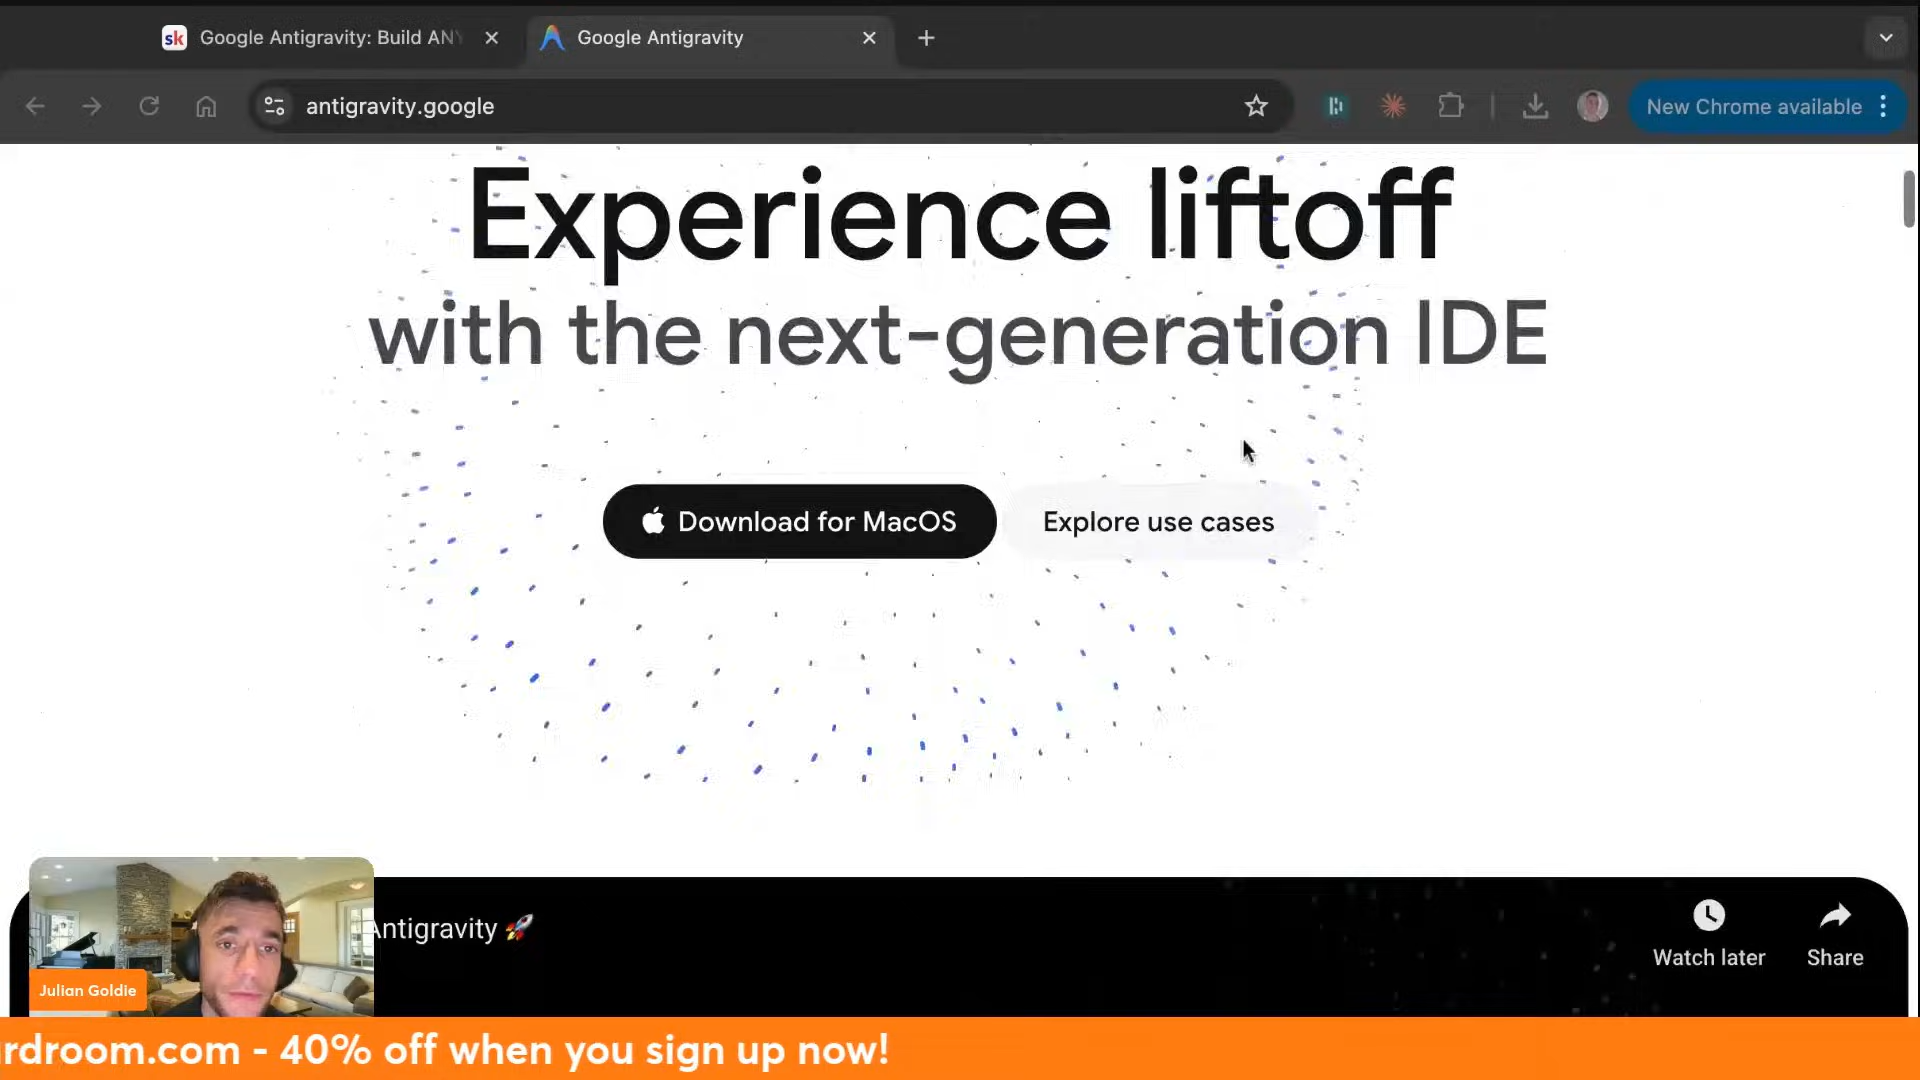 sk Google Antigravity: Build ANY
Google Antigravity
antigravity.google
New Chrome available
Experience liftoff
with the next-generation IDE
Download for MacOS
Explore use cases
Antigravity 🚀
Watch later
Share
Julian Goldie
rdroom.com - 40% off when you sign up now!